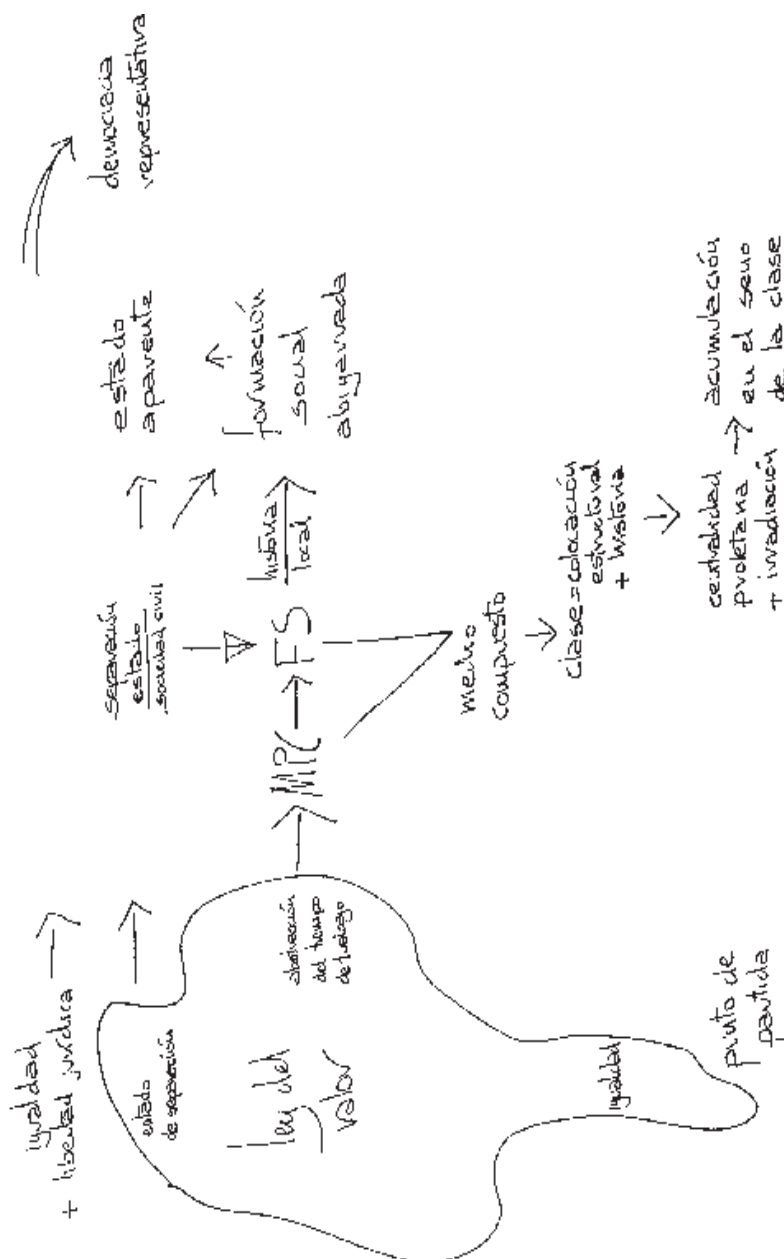 igualdad
+ libertad jurídica
estado
de separación
ley del
valor
igualdad
punto de
partida
del tiempo
de trabajo
MPC
separación
estado
sociedad civil
FS
historia
local
estado
aparente
formación
social
abigarrada
democracia
representativa
medio
compuesto
clase=colocación
estructural
+ historia
centralidad
proletaria
+ irradiación
acumulación
en el seno
de la clase